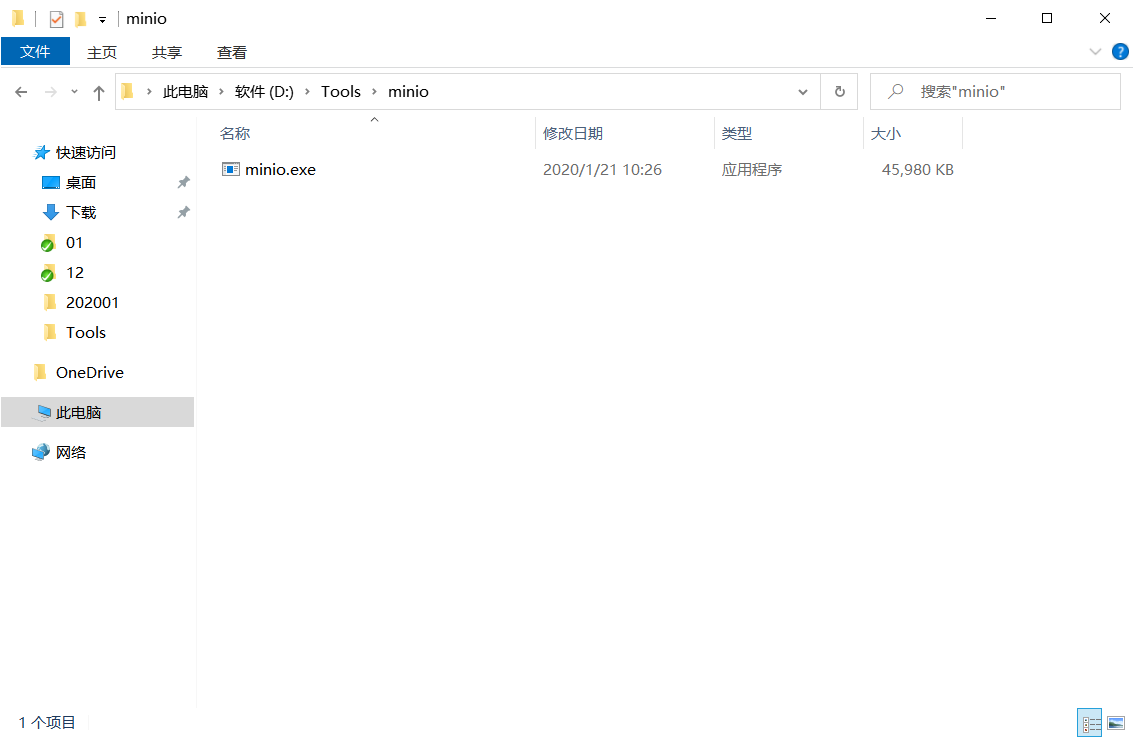 minio
文件 主页 共享 查看
此电脑 软件 (D:) Tools minio 搜索"minio"
名称 修改日期 类型 大小
minio.exe 2020/1/21 10:26 应用程序 45,980 KB
快速访问
桌面
下载
01
12
202001
Tools
OneDrive
此电脑
网络
1 个项目